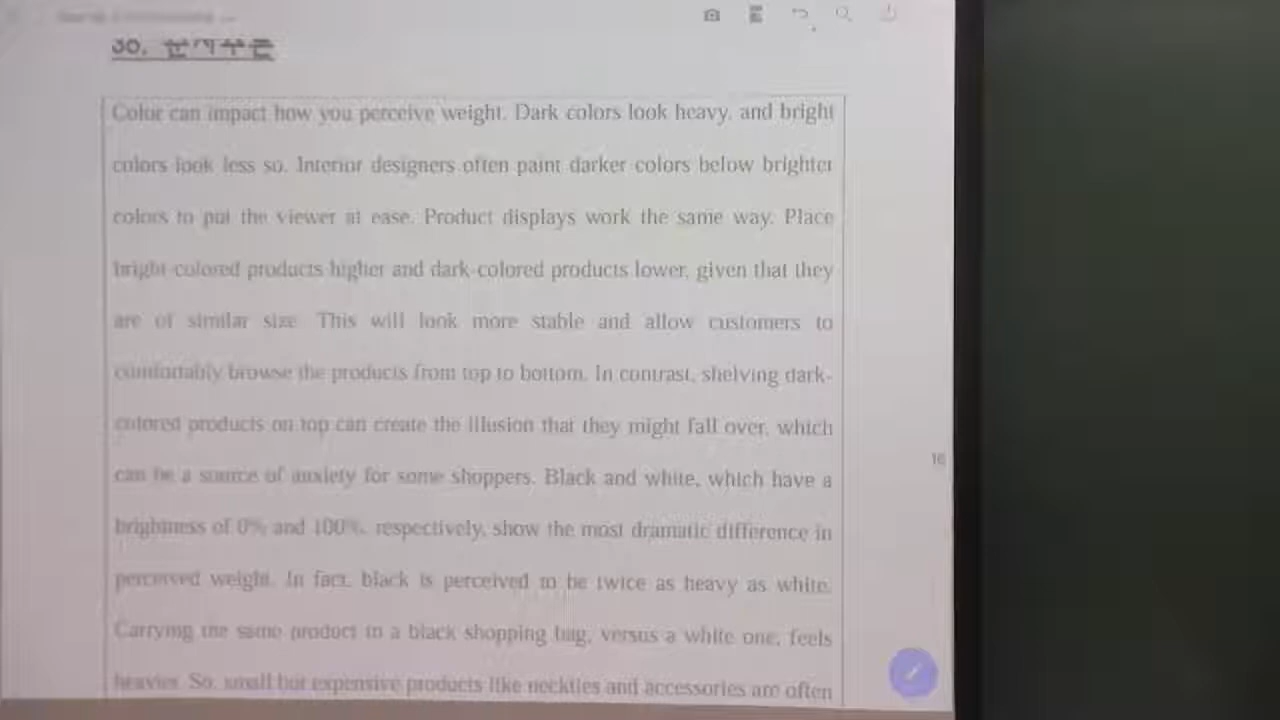 30.
Color can impact how you perceive weight. Dark colors look heavy, and bright
colors look less so. Interior designers often paint darker colors below brighter
colors to put the viewer at ease. Product displays work the same way. Place
bright-colored products higher and dark-colored products lower, given that they
are of similar size. This will look more stable and allow customers to
comfortably browse the products from top to bottom. In contrast, shelving dark-
colored products on top can create the illusion that they might fall over, which
can be a source of anxiety for some shoppers. Black and white, which have a
brightness of 0% and 100%, respectively, show the most dramatic difference in
perceived weight. In fact, black is perceived to be twice as heavy as white.
Carrying the same product in a black shopping bag, versus a white one, feels
heavier. So, small but expensive products like neckties and accessories are often
16